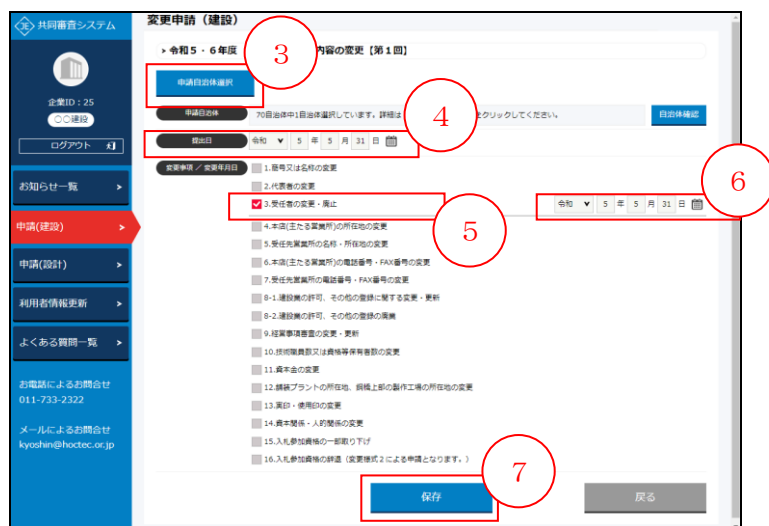 共同審査システム
企業ID：25
〇〇建設
ログアウト
お知らせ一覧
申請(建設)
申請(設計)
利用者情報更新
よくある質問一覧
お電話によるお問合せ
011-733-2322
メールによるお問合せ
kyoshin@hoctec.or.jp
変更申請（建設）
令和5・6年度
内容の変更【第1回】
3
申請自治体選択
申請自治体
70自治体中1自治体選択しています。詳細は
クリックしてください。
自治体確認
4
提出日
令和 5 年 5 月 31 日
変更事項 ／ 変更年月日
1.商号又は名称の変更
2.代表者の変更
3.受任者の変更・廃止
令和 5 年 5 月 31 日
5
6
4.本店(主たる営業所)の所在地の変更
5.受任先営業所の名称・所在地の変更
6.本店(主たる営業所)の電話番号・FAX番号の変更
7.受任先営業所の電話番号・FAX番号の変更
8-1.建設業の許可、その他の登録に関する変更・更新
8-2.建設業の許可、その他の登録の廃業
9.経営事項審査の変更・更新
10.技術職員数又は資格等保有者数の変更
11.資本金の変更
12.舗装プラントの所在地、鋼橋上部の製作工場の所在地の変更
13.実印・使用印の変更
14.資本関係・人的関係の変更
15.入札参加資格の一部取り下げ
16.入札参加資格の辞退（変更様式2による申請となります。）
7
保存
戻る